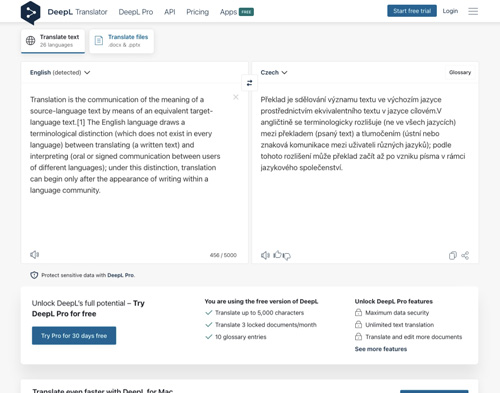 DeepL Translator DeepL Pro API Pricing Apps FREE Start free trial Login
Translate text
26 languages
Translate files
.docx & .pptx
English (detected)
Czech
Glossary
Translation is the communication of the meaning of a
source-language text by means of an equivalent target-
language text.[1] The English language draws a
terminological distinction (which does not exist in every
language) between translating (a written text) and
interpreting (oral or signed communication between users
of different languages); under this distinction, translation
can begin only after the appearance of writing within a
language community.
Překlad je sdělování významu textu ve výchozím jazyce
prostřednictvím ekvivalentního textu v jazyce cílovém.V
angličtině se terminologicky rozlišuje (ne ve všech jazycích)
mezi překladem (psaný text) a tlumočením (ústní nebo
znaková komunikace mezi uživateli různých jazyků); podle
tohoto rozlišení může překlad začít až po vzniku písma v rámci
jazykového společenství.
456 / 5000
Protect sensitive data with DeepL Pro.
Unlock DeepL's full potential – Try
DeepL Pro for free
Try Pro for 30 days free
You are using the free version of DeepL
Translate up to 5,000 characters
Translate 3 locked documents/month
10 glossary entries
Unlock DeepL Pro features
Maximum data security
Unlimited text translation
Translate and edit more documents
See more features
Translate even faster with DeepL for Mac